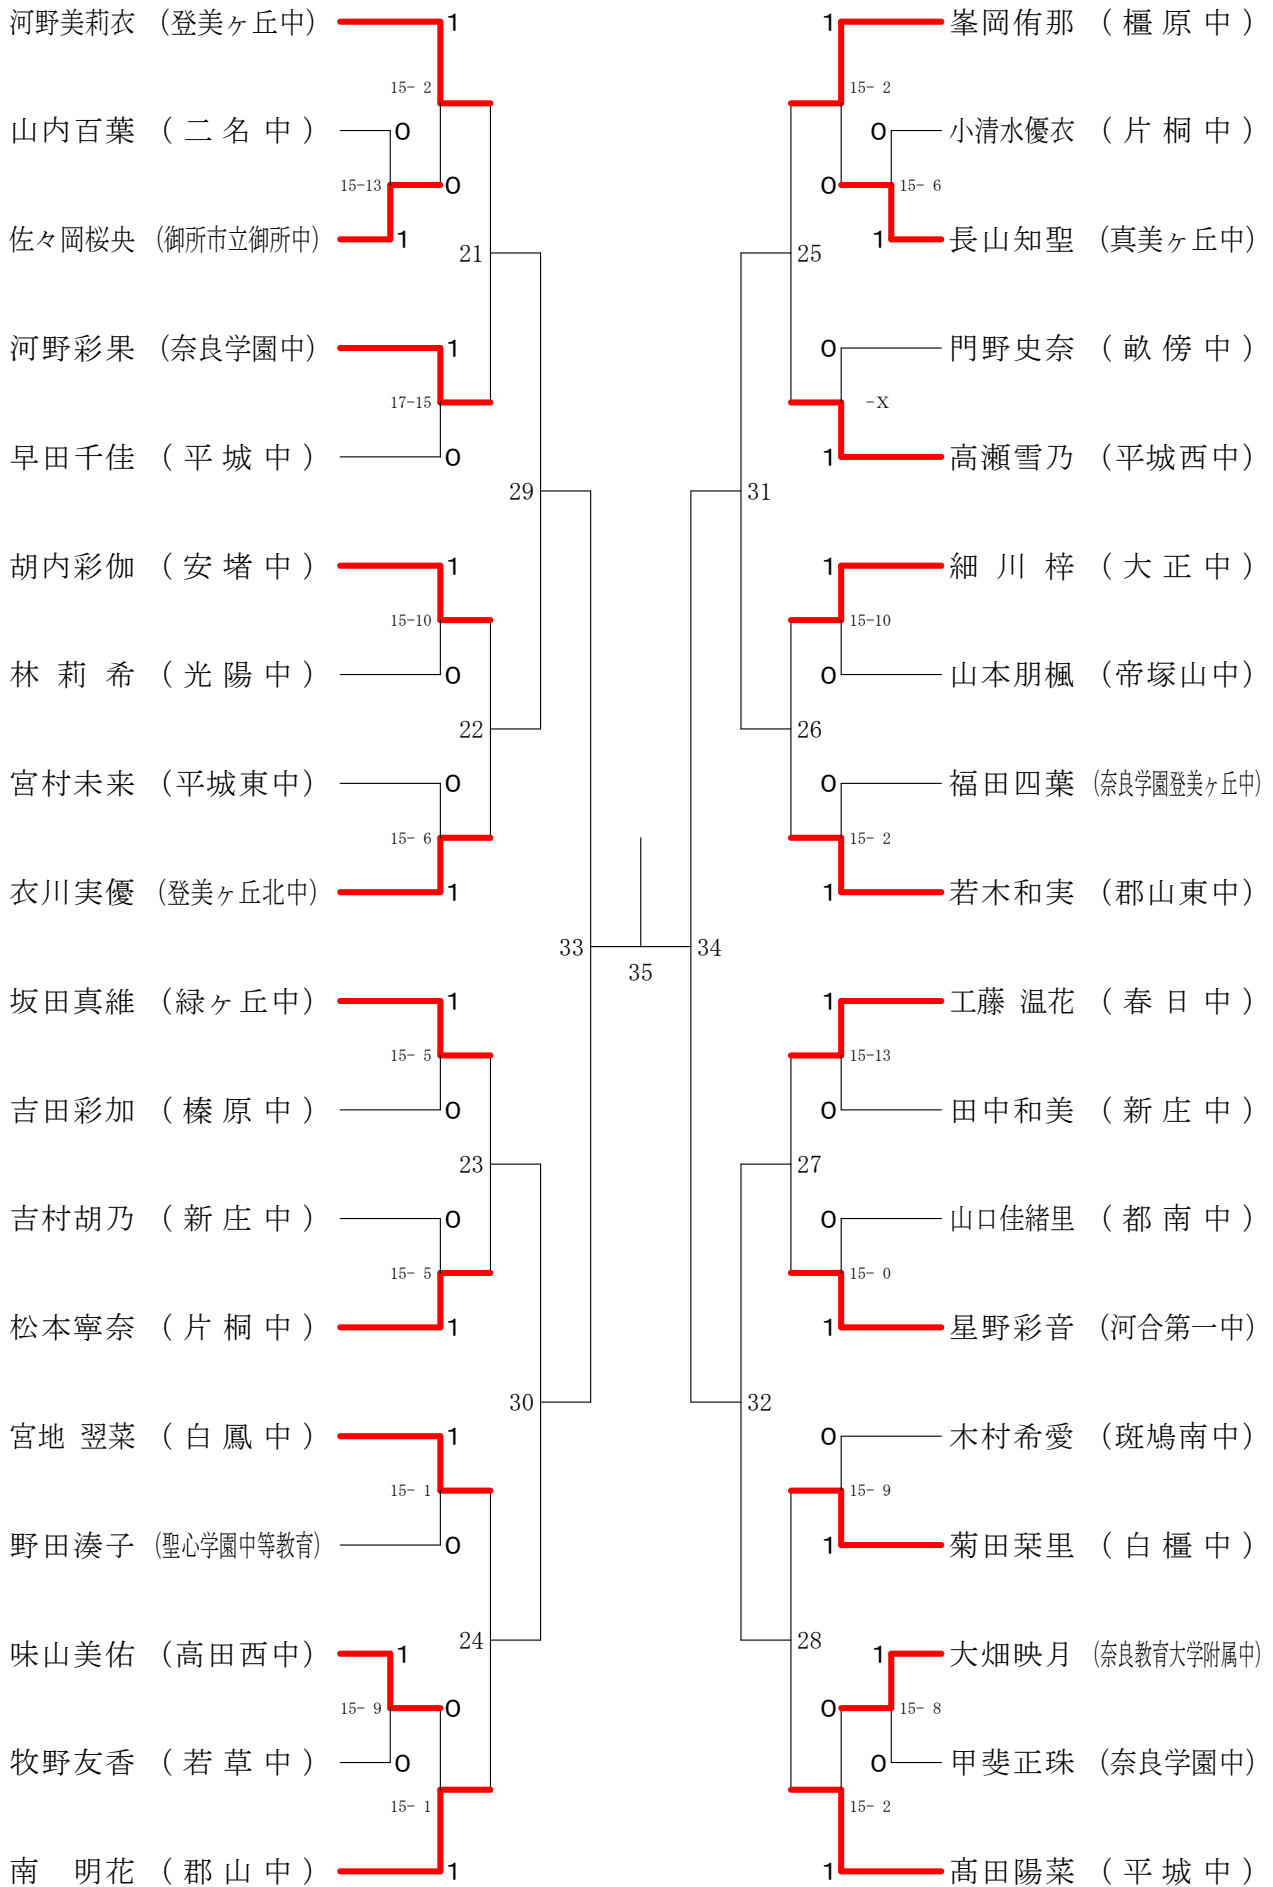 河野美莉衣 (登美ヶ丘中) 1
15- 2
山内百葉 (二名中) 0
15-13 0
佐々岡桜央 (御所市立御所中) 1
21
河野彩果 (奈良学園中) 1
17-15
早田千佳 (平城中) 0
29
胡内彩伽 (安堵中) 1
15-10
林莉希 (光陽中) 0
22
宮村未来 (平城東中) 0
15- 6
衣川実優 (登美ヶ丘北中) 1
33
坂田真維 (緑ヶ丘中) 1
15- 5
吉田彩加 (榛原中) 0
23
吉村胡乃 (新庄中) 0
15- 5
松本寧奈 (片桐中) 1
30
宮地 翌菜 (白鳳中) 1
15- 1
野田湊子 (聖心学園中等教育) 0
24
味山美佑 (高田西中) 1
15- 9 0
牧野友香 (若草中) 0
15- 1
南 明花 (郡山中) 1
35
1 峯岡侑那 (橿原中)
15- 2
0 小清水優衣 (片桐中)
0 15- 6
1 長山知聖 (真美ヶ丘中)
25
0 門野史奈 (畝傍中)
-X
1 高瀬雪乃 (平城西中)
31
1 細川梓 (大正中)
15-10
0 山本朋楓 (帝塚山中)
26
0 福田四葉 (奈良学園登美ヶ丘中)
15- 2
1 若木和実 (郡山東中)
34
1 工藤 温花 (春日中)
15-13
0 田中和美 (新庄中)
27
0 山口佳緒里 (都南中)
15- 0
1 星野彩音 (河合第一中)
32
0 木村希愛 (斑鳩南中)
15- 9
1 菊田栞里 (白橿中)
28
1 大畑映月 (奈良教育大学附属中)
0 15- 8
0 甲斐正珠 (奈良学園中)
15- 2
1 髙田陽菜 (平城中)